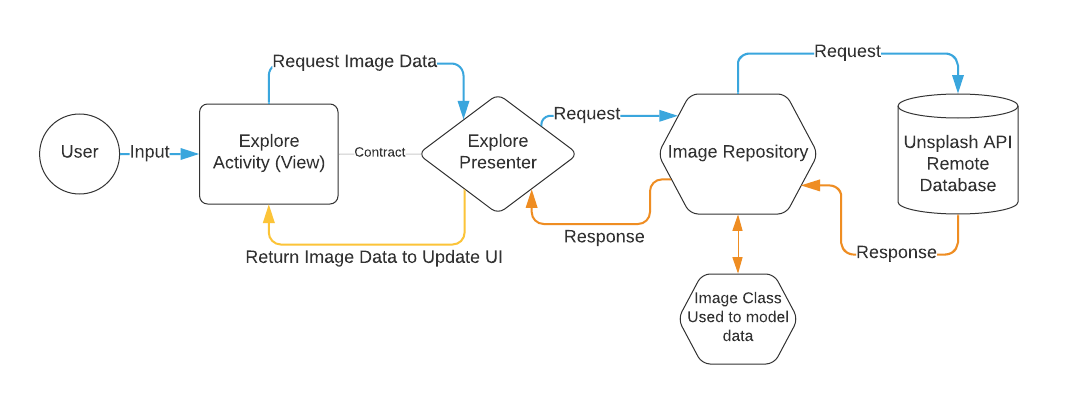 Request
Request Image Data
Request
User
Input
Explore
Activity (View)
Contract
Explore
Presenter
Image Repository
Unsplash API
Remote
Database
Response
Return Image Data to Update UI
Response
Image Class
Used to model
data